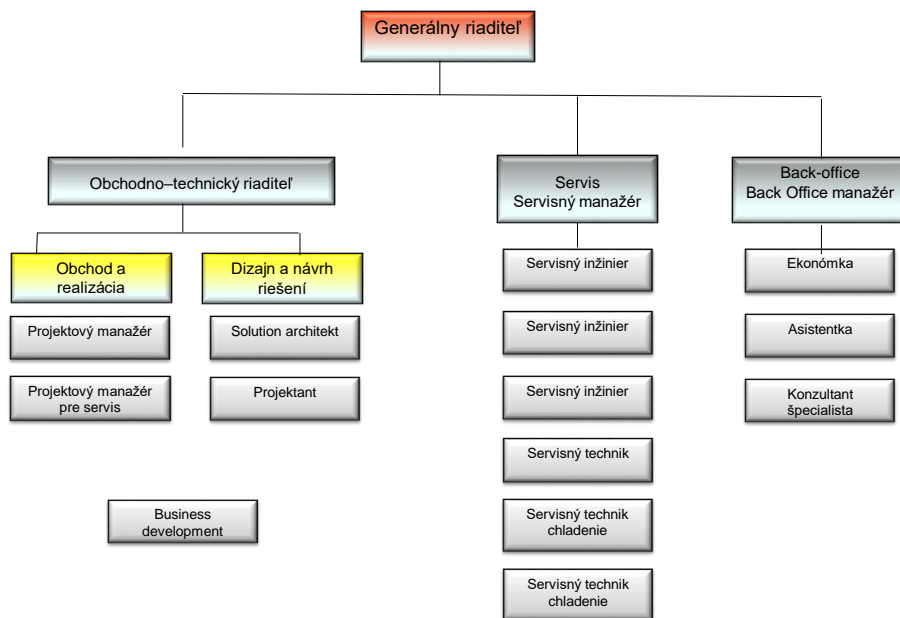 Generálny riaditeľ
Obchodno–technický riaditeľ
Servis
Servisný manažér
Back-office
Back Office manažér
Obchod a
realizácia
Dizajn a návrh
riešení
Projektový manažér
Solution architekt
Projektový manažér
pre servis
Projektant
Business
development
Servisný inžinier
Servisný inžinier
Servisný inžinier
Servisný technik
Servisný technik
chladenie
Servisný technik
chladenie
Ekonómka
Asistentka
Konzultant
špecialista